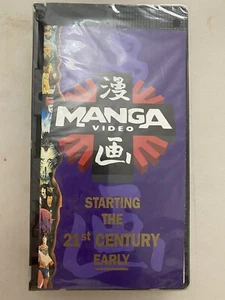 漫
MANGA
VIDEO
画
STARTING
THE
21st CENTURY
EARLY